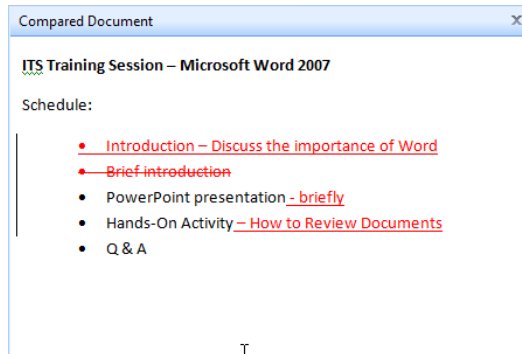 Compared Document x
ITS Training Session – Microsoft Word 2007
Schedule:
• Introduction – Discuss the importance of Word
• Brief introduction
• PowerPoint presentation - briefly
• Hands-On Activity – How to Review Documents
• Q & A